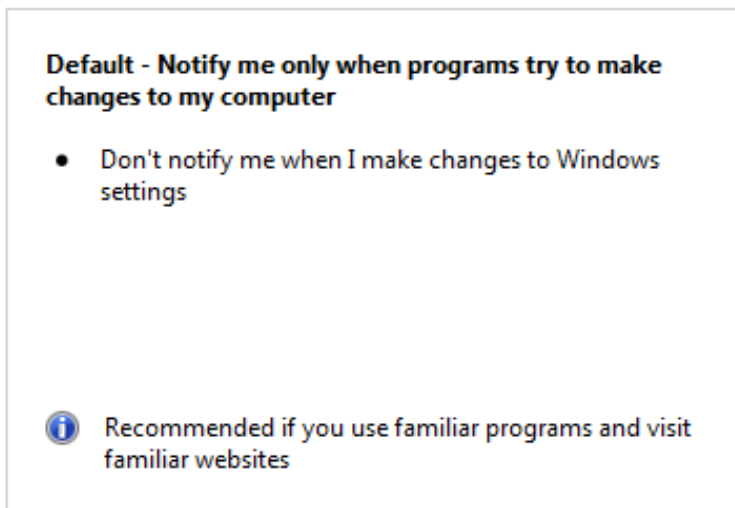 Default - Notify me only when programs try to make
changes to my computer
● Don't notify me when I make changes to Windows
settings
Recommended if you use familiar programs and visit
familiar websites